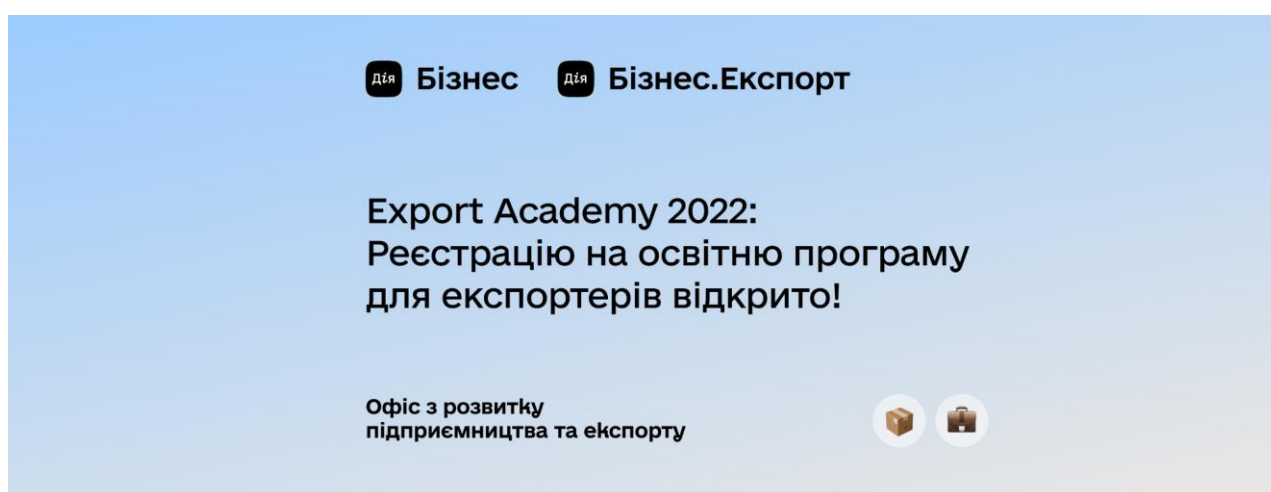 Дія Бізнес Дія Бізнес.Експорт
Export Academy 2022:
Реєстрацію на освітню програму
для експортерів відкрито!
Офіс з розвитку
підприємництва та експорту